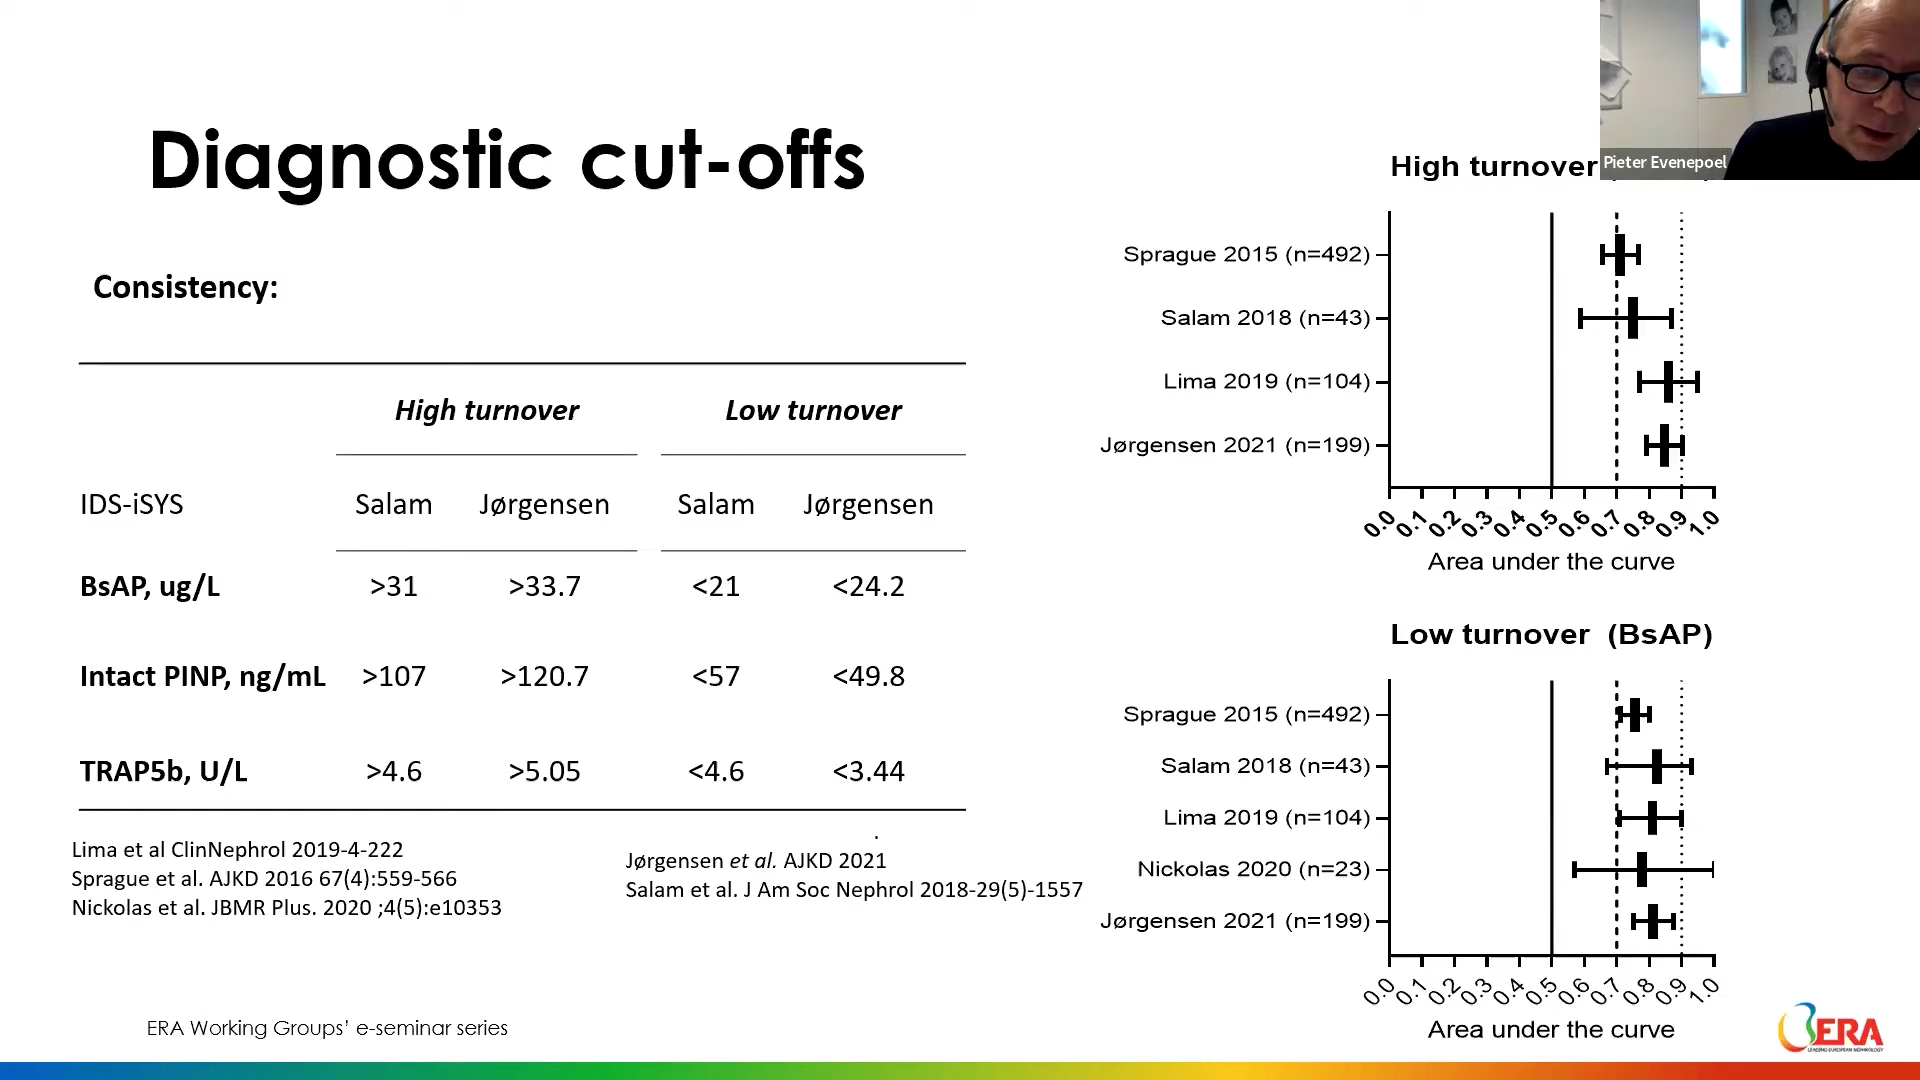 Diagnostic cut-offs
Consistency:
High turnover Low turnover
IDS-iSYS Salam Jørgensen Salam Jørgensen
BsAP, ug/L >31 >33.7 <21 <24.2
Intact PINP, ng/mL >107 >120.7 <57 <49.8
TRAP5b, U/L >4.6 >5.05 <4.6 <3.44
.
Lima et al ClinNephrol 2019-4-222
Sprague et al. AJKD 2016 67(4):559-566
Nickolas et al. JBMR Plus. 2020 ;4(5):e10353
Jørgensen et al. AJKD 2021
Salam et al. J Am Soc Nephrol 2018-29(5)-1557
High turnover
Sprague 2015 (n=492)
Salam 2018 (n=43)
Lima 2019 (n=104)
Jørgensen 2021 (n=199)
0.0 0.1 0.2 0.3 0.4 0.5 0.6 0.7 0.8 0.9 1.0
Area under the curve
Low turnover (BsAP)
Sprague 2015 (n=492)
Salam 2018 (n=43)
Lima 2019 (n=104)
Nickolas 2020 (n=23)
Jørgensen 2021 (n=199)
0.0 0.1 0.2 0.3 0.4 0.5 0.6 0.7 0.8 0.9 1.0
Area under the curve
Pieter Evenepoel
ERA Working Groups’ e-seminar series
ERA
LEADING EUROPEAN NEPHROLOGY